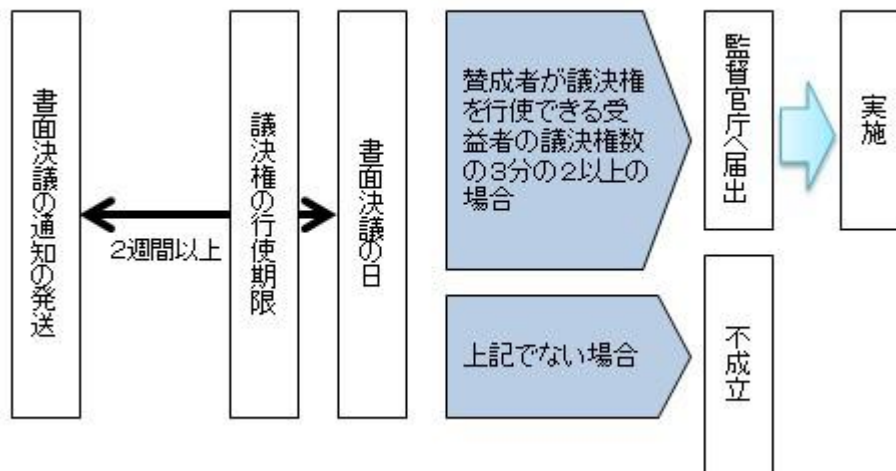 書面決議の通知の発送
2週間以上
議決権の行使期限
書面決議の日
賛成者が議決権
を行使できる受
益者の議決権数
の3分の2以上の
場合
監督官庁へ届出
実施
上記でない場合
不成立